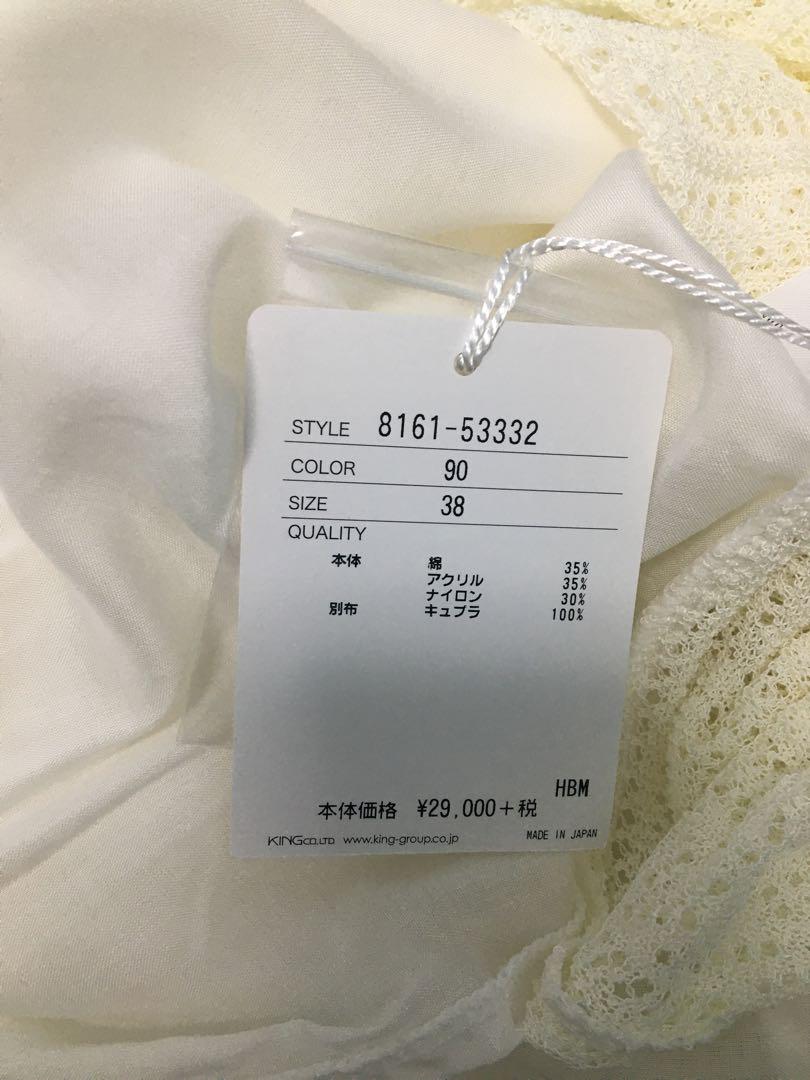 STYLE 8161-53332
COLOR 90
SIZE 38
QUALITY
本体 綿 35%
アクリル 35%
ナイロン 30%
別布 キュプラ 100%
HBM
本体価格 ¥29,000+税
KING CO.,LTD www.king-group.co.jp MADE IN JAPAN